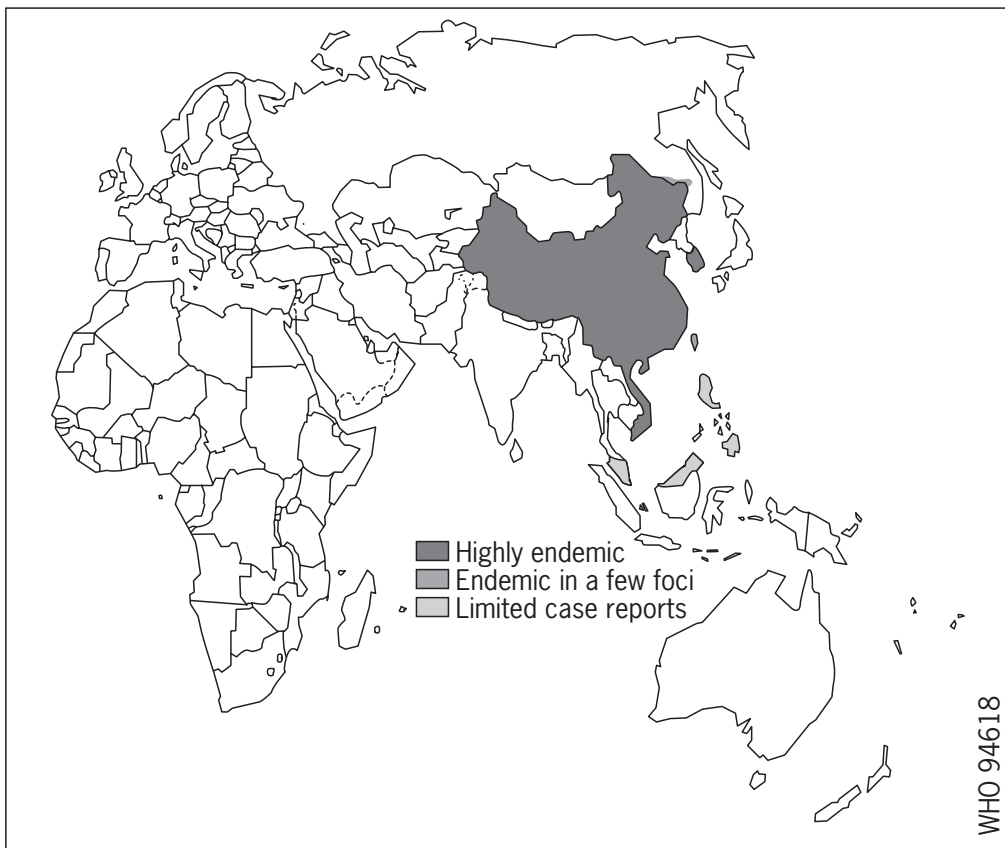 Highly endemic
Endemic in a few foci
Limited case reports
WHO 94618